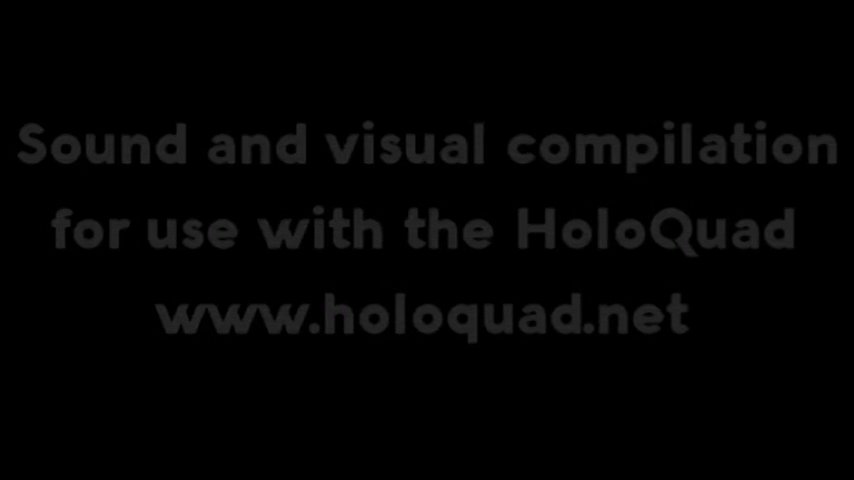 Sound and visual compilation
for use with the HoloQuad
www.holoquad.net